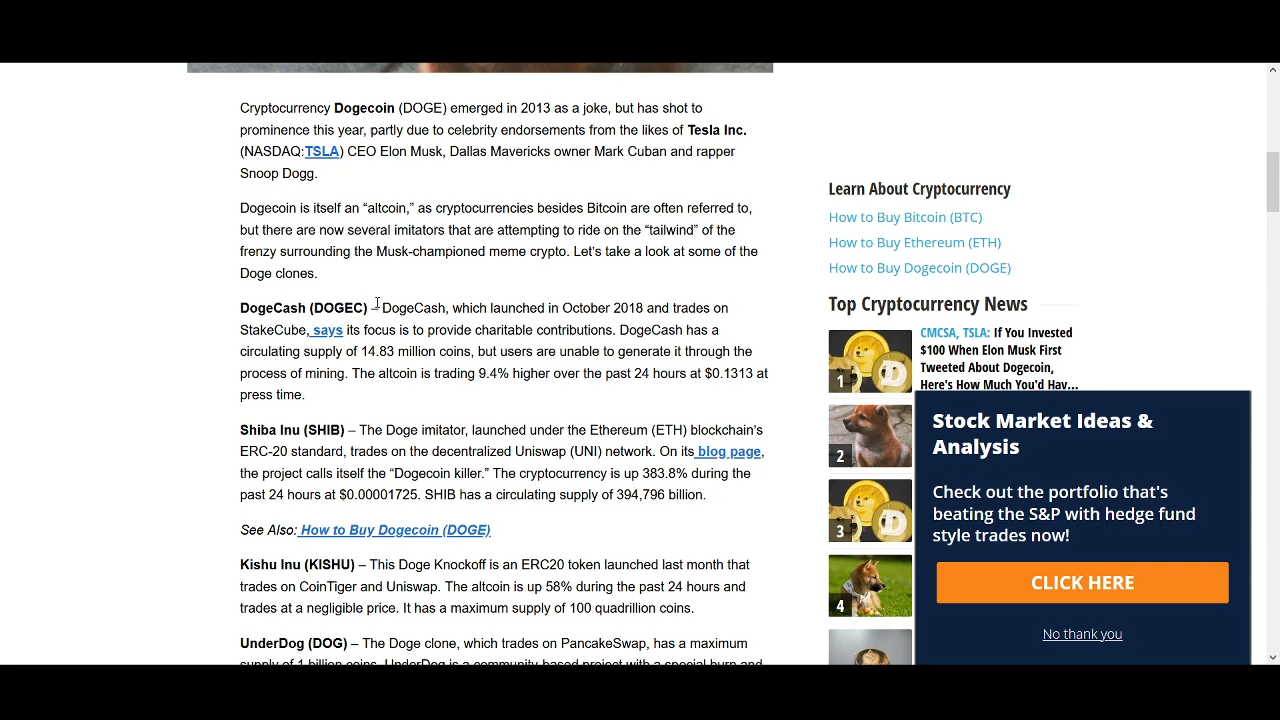 Cryptocurrency Dogecoin (DOGE) emerged in 2013 as a joke, but has shot to
prominence this year, partly due to celebrity endorsements from the likes of Tesla Inc.
(NASDAQ:TSLA) CEO Elon Musk, Dallas Mavericks owner Mark Cuban and rapper
Snoop Dogg.
Dogecoin is itself an “altcoin,” as cryptocurrencies besides Bitcoin are often referred to,
but there are now several imitators that are attempting to ride on the “tailwind” of the
frenzy surrounding the Musk-championed meme crypto. Let's take a look at some of the
Doge clones.
DogeCash (DOGEC) – DogeCash, which launched in October 2018 and trades on
StakeCube, says its focus is to provide charitable contributions. DogeCash has a
circulating supply of 14.83 million coins, but users are unable to generate it through the
process of mining. The altcoin is trading 9.4% higher over the past 24 hours at $0.1313 at
press time.
Shiba Inu (SHIB) – The Doge imitator, launched under the Ethereum (ETH) blockchain's
ERC-20 standard, trades on the decentralized Uniswap (UNI) network. On its blog page,
the project calls itself the “Dogecoin killer.” The cryptocurrency is up 383.8% during the
past 24 hours at $0.00001725. SHIB has a circulating supply of 394,796 billion.
See Also: How to Buy Dogecoin (DOGE)
Kishu Inu (KISHU) – This Doge Knockoff is an ERC20 token launched last month that
trades on CoinTiger and Uniswap. The altcoin is up 58% during the past 24 hours and
trades at a negligible price. It has a maximum supply of 100 quadrillion coins.
UnderDog (DOG) – The Doge clone, which trades on PancakeSwap, has a maximum
supply of 1 billion coins. UnderDog is a community-based project with a special burn and
Learn About Cryptocurrency
How to Buy Bitcoin (BTC)
How to Buy Ethereum (ETH)
How to Buy Dogecoin (DOGE)
Top Cryptocurrency News
1
CMCSA, TSLA: If You Invested
$100 When Elon Musk First
Tweeted About Dogecoin,
Here's How Much You'd Hav...
2
3
4
Stock Market Ideas &
Analysis
Check out the portfolio that's
beating the S&P with hedge fund
style trades now!
CLICK HERE
No thank you